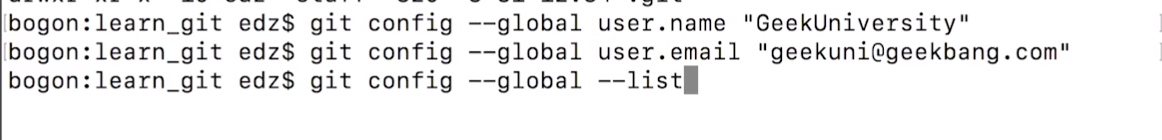 bogon:learn_git edz$ git config --global user.name "GeekUniversity"
bogon:learn_git edz$ git config --global user.email "geekuni@geekbang.com"
bogon:learn_git edz$ git config --global --list